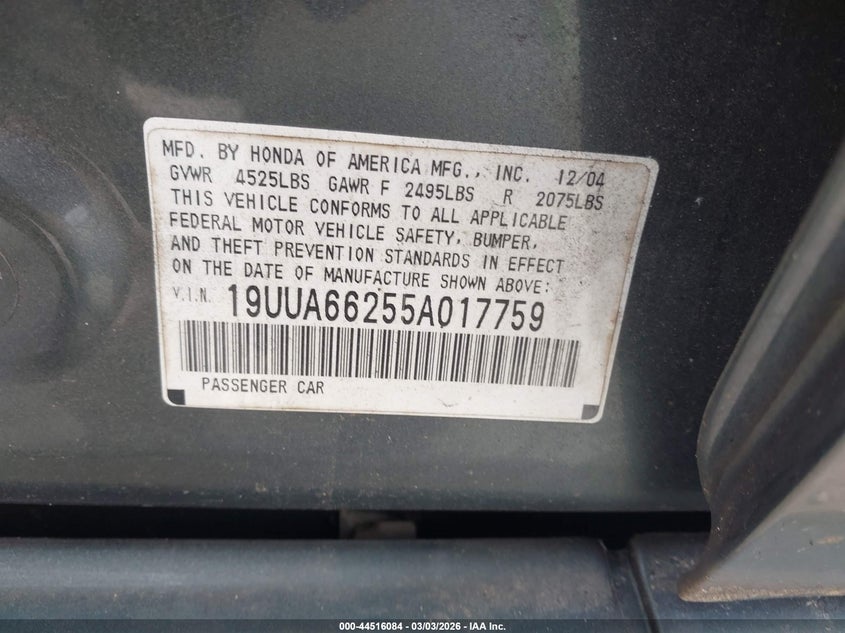 MFD. BY HONDA OF AMERICA MFG., INC. 12/04
GVWR 4525LBS GAWR F 2495LBS R 2075LBS
THIS VEHICLE CONFORMS TO ALL APPLICABLE
FEDERAL MOTOR VEHICLE SAFETY, BUMPER,
AND THEFT PREVENTION STANDARDS IN EFFECT
ON THE DATE OF MANUFACTURE SHOWN ABOVE:
V.I.N. 19UUA66255A017759
PASSENGER CAR
000-44516084 - 03/03/2026 - IAA Inc.